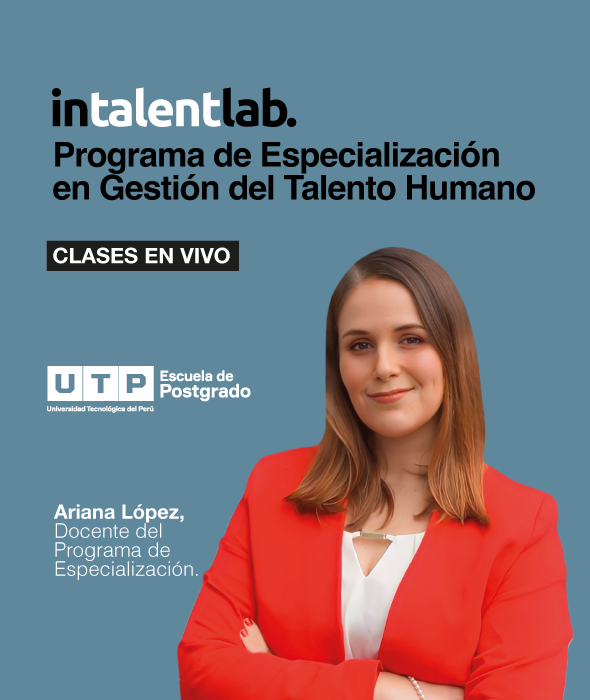 intalentlab.
Programa de Especialización
en Gestión del Talento Humano
CLASES EN VIVO
UTP Escuela de
Postgrado
Universidad Tecnológica del Perú
Ariana López,
Docente del
Programa de
Especialización.